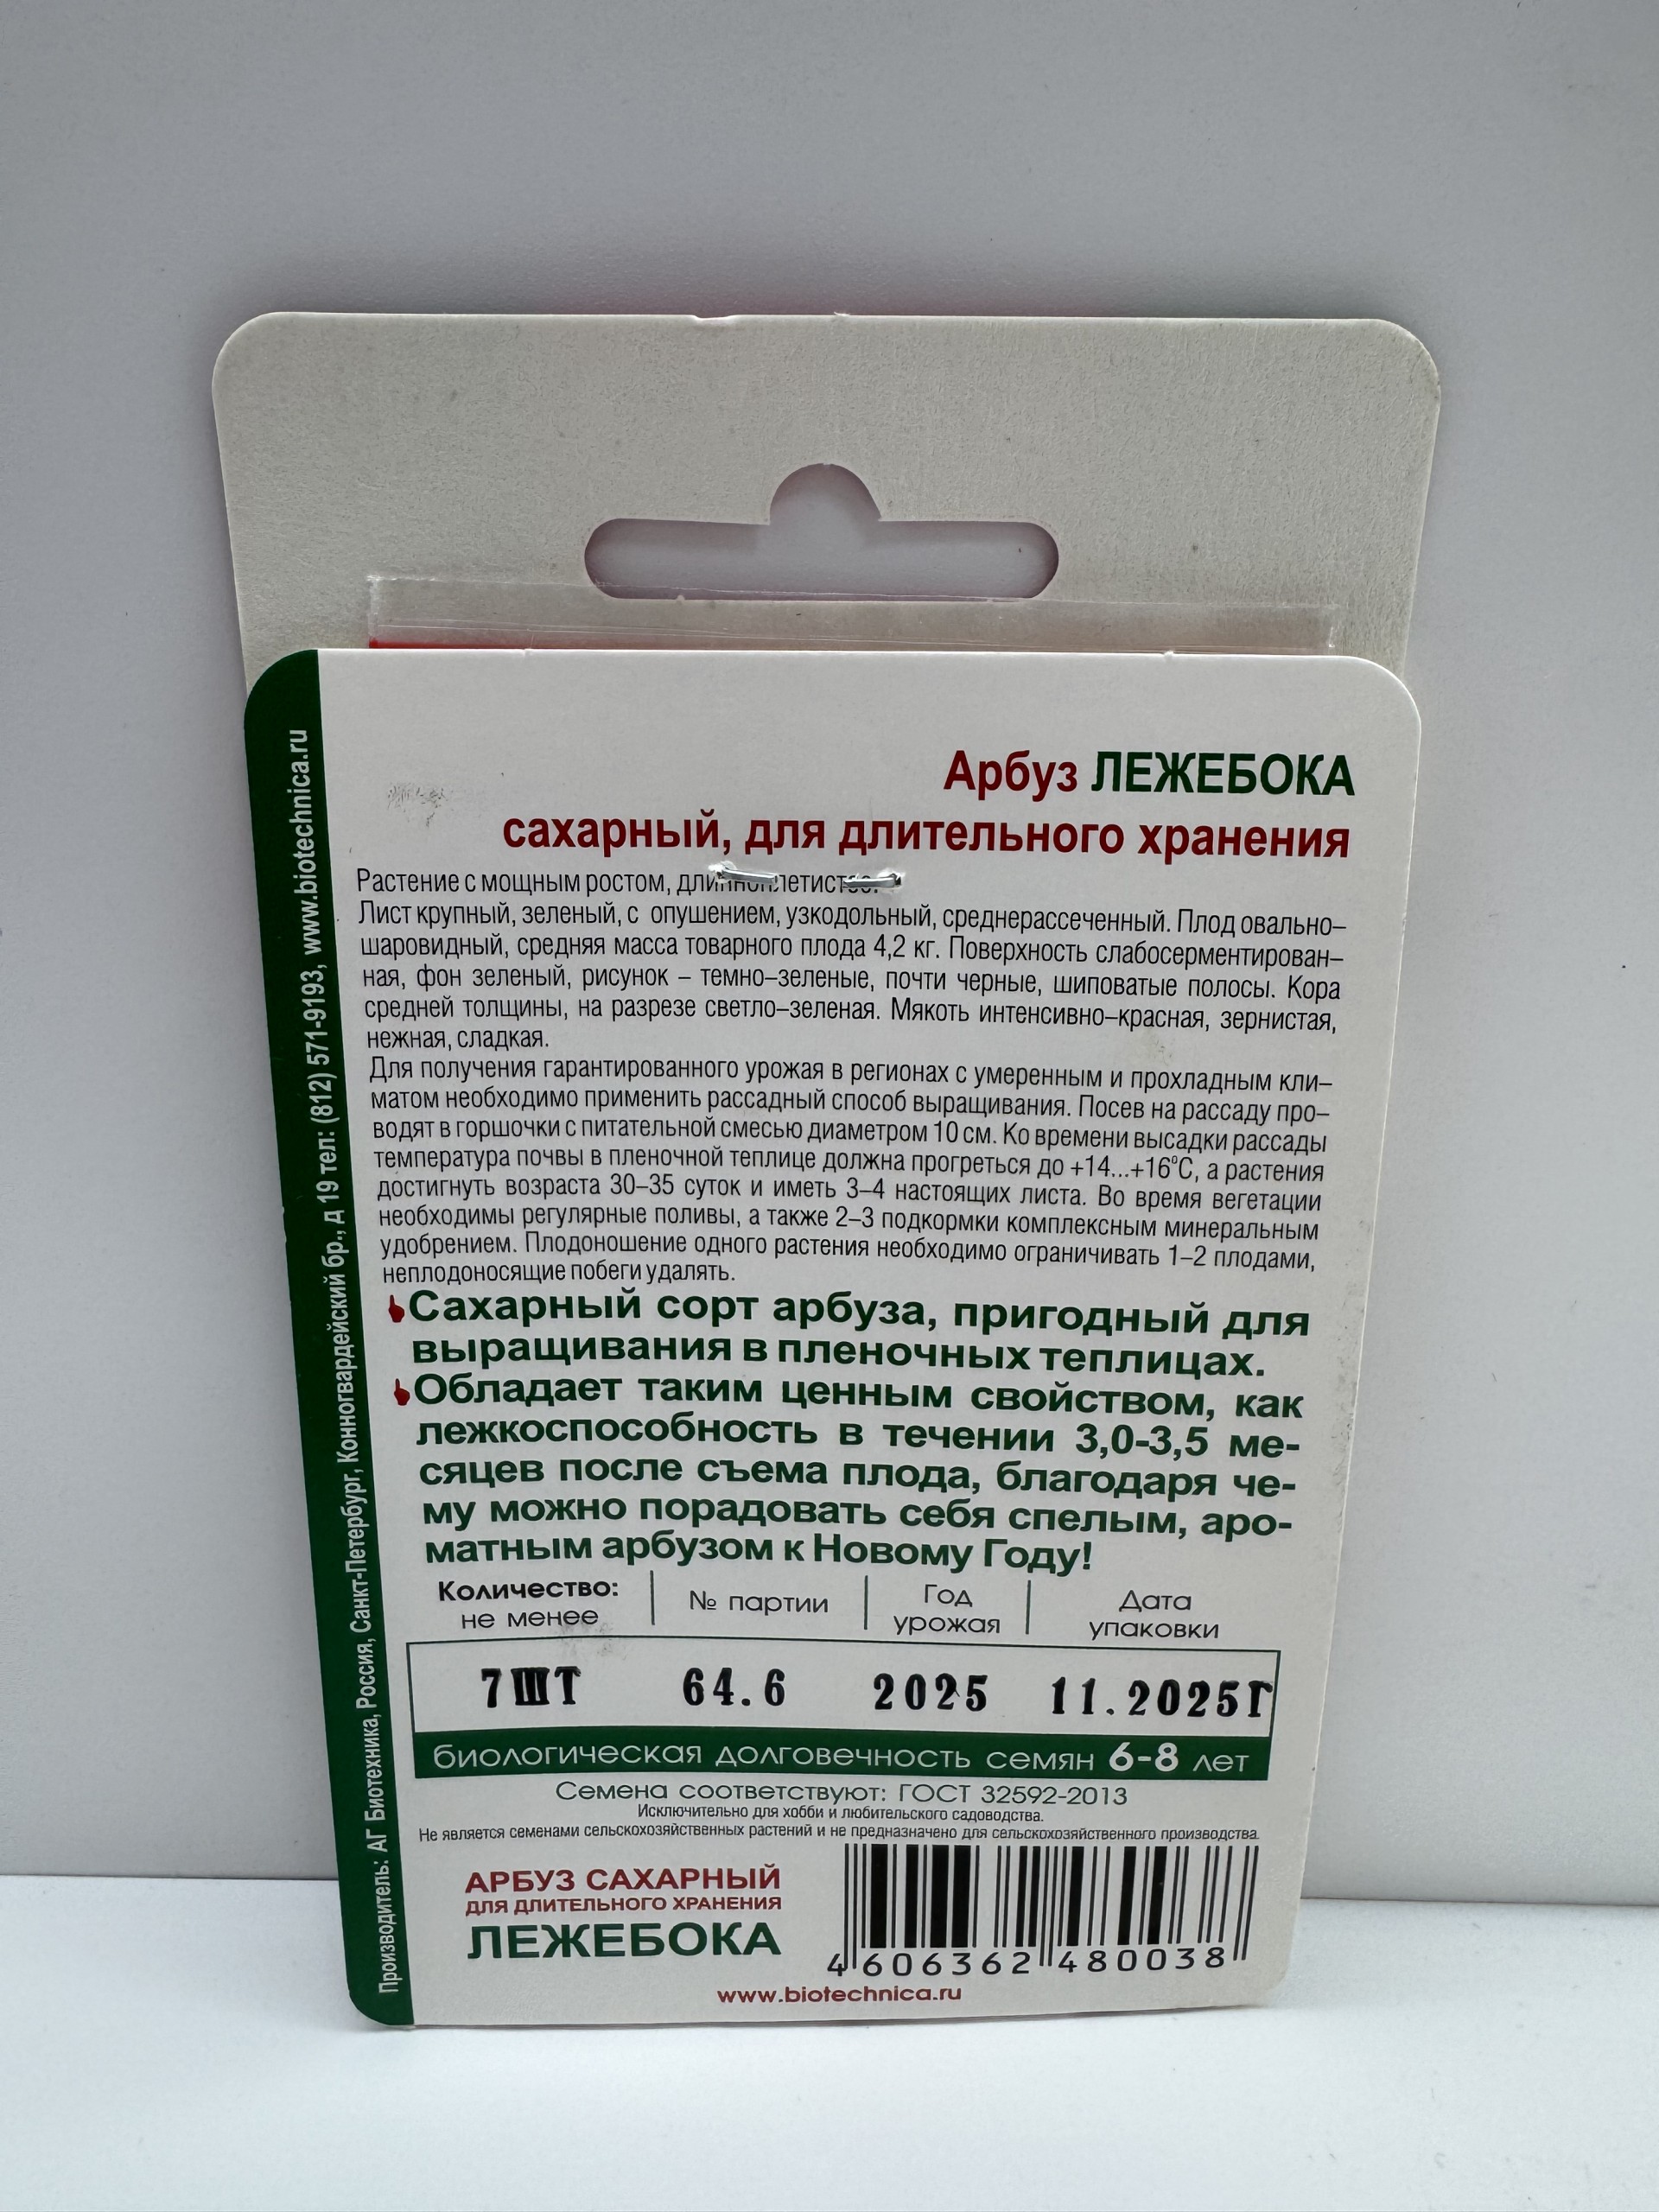 Арбуз ЛЕЖЕБОКА
сахарный, для длительного хранения
Растение с мощным ростом,
Лист крупный, зеленый, с опушением, узкодольный, среднерассеченный. Плод овально–
шаровидный, средняя масса товарного плода 4,2 кг. Поверхность слабосерментирован–
ная, фон зеленый, рисунок – темно–зеленые, почти черные, шиповатые полосы. Кора
средней толщины, на разрезе светло–зеленая. Мякоть интенсивно–красная, зернистая,
нежная, сладкая.
Для получения гарантированного урожая в регионах с умеренным и прохладным кли–
матом необходимо применить рассадный способ выращивания. Посев на рассаду про–
водят в горшочки с питательной смесью диаметром 10 см. Ко времени высадки рассады
температура почвы в пленочной теплице должна прогреться до +14...+16°С, а растения
достигнуть возраста 30–35 суток и иметь 3–4 настоящих листа. Во время вегетации
необходимы регулярные поливы, а также 2–3 подкормки комплексным минеральным
удобрением. Плодоношение одного растения необходимо ограничивать 1–2 плодами,
неплодоносящие побеги удалять.
Сахарный сорт арбуза, пригодный для
выращивания в пленочных теплицах.
Обладает таким ценным свойством, как
лежкоспособность в течении 3,0-3,5 ме-
сяцев после съема плода, благодаря че-
му можно порадовать себя спелым, аро-
матным арбузом к Новому Году!
Количество: не менее
№ партии
Год урожая
Дата упаковки
7ШТ 64.6 2025 11.2025Г
биологическая долговечность семян 6-8 лет
Семена соответствуют: ГОСТ 32592-2013
Исключительно для хобби и любительского садоводства.
Не является семенами сельскохозяйственных растений и не предназначено для сельскохозяйственного производства.
АРБУЗ САХАРНЫЙ
ДЛЯ ДЛИТЕЛЬНОГО ХРАНЕНИЯ
ЛЕЖЕБОКА
4 606362 480038
www.biotechnica.ru
Производитель: АГ Биотехника, Россия, Санкт-Петербург, Конногвардейский бр., д 19 тел: (812) 571-9193, www.biotechnica.ru